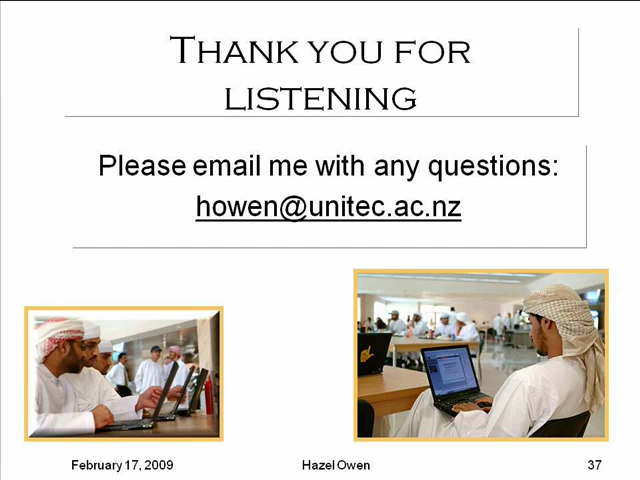 THANK YOU FOR
LISTENING
Please email me with any questions:
howen@unitec.ac.nz
February 17, 2009
Hazel Owen
37